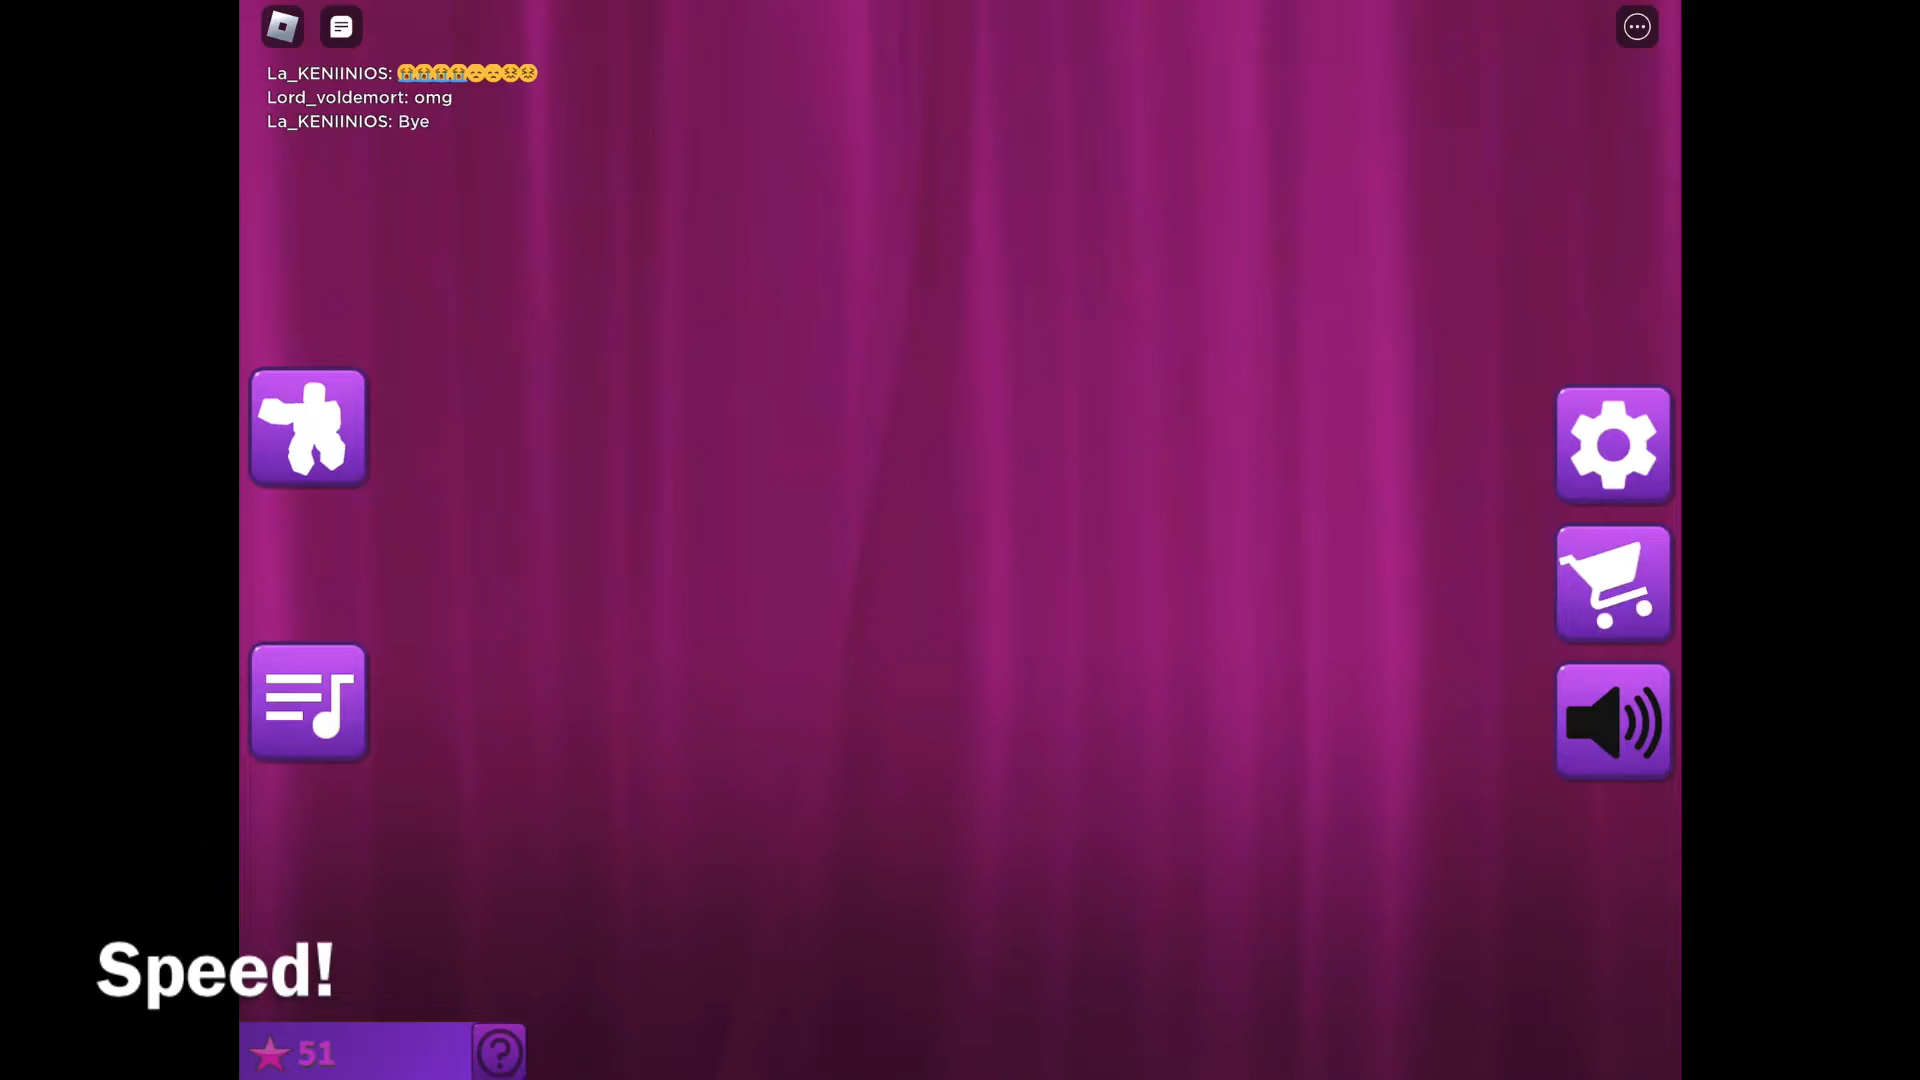 La_KENIINIOS: 😭😭😭😭😞😞😣😣
Lord_voldemort: omg
La_KENIINIOS: Bye
Speed!
51
?